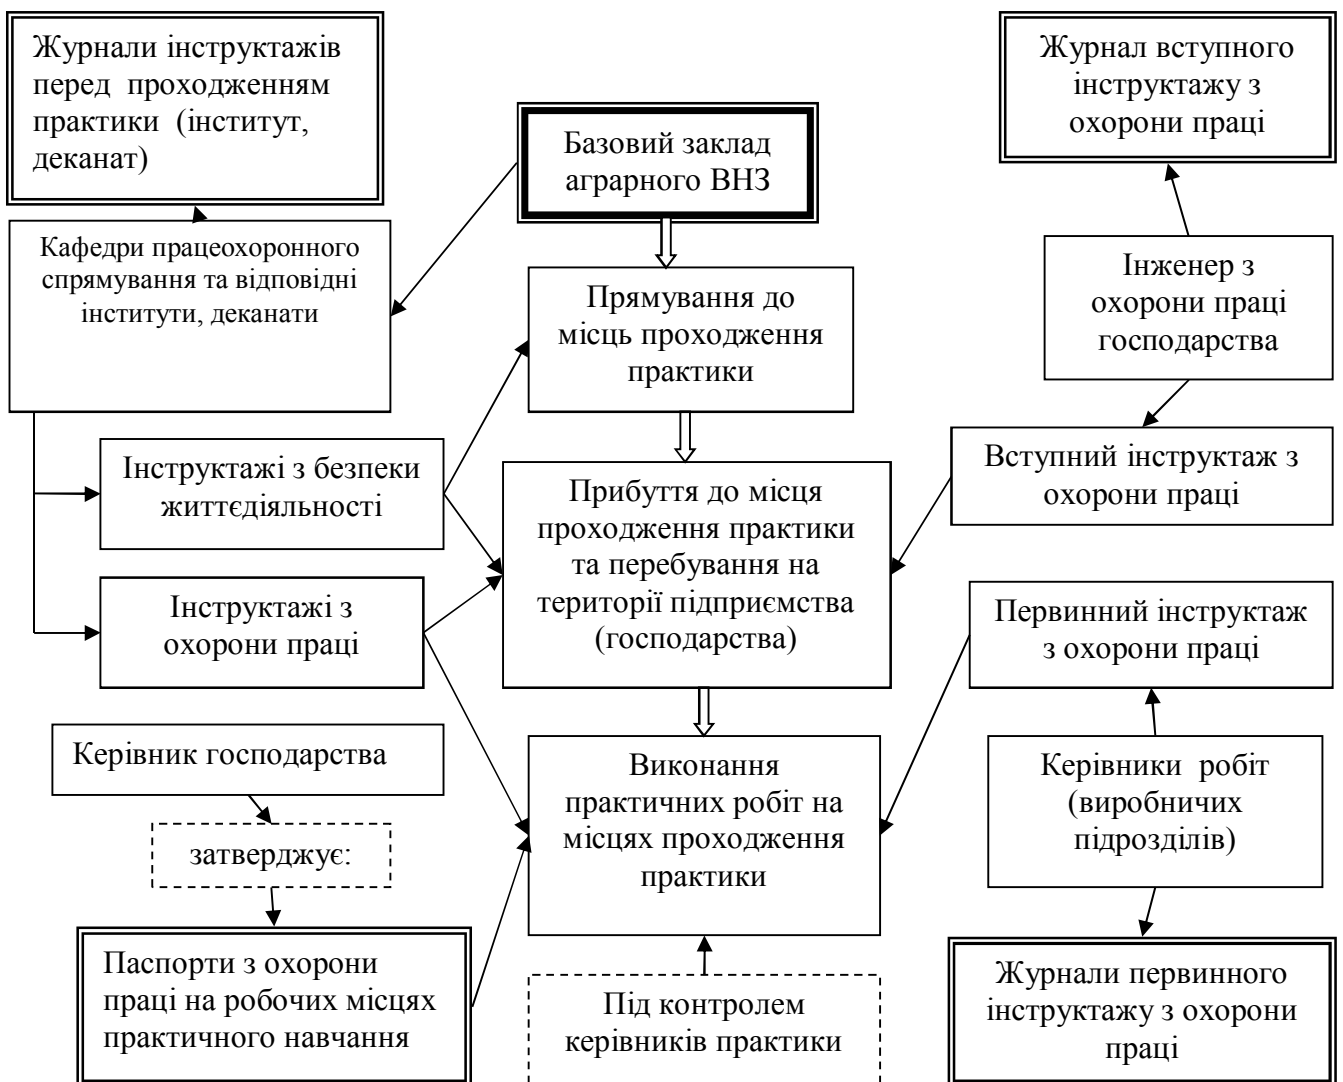 Журнали інструктажів
перед проходженням
практики (інститут,
деканат)
Базовий заклад
аграрного ВНЗ
Журнал вступного
інструктажу з
охорони праці
Кафедри працеохоронного
спрямування та відповідні
інститути, деканати
Прямування до
місць проходження
практики
Інженер з
охорони праці
господарства
Інструктажі з безпеки
життєдіяльності
Прибуття до місця
проходження практики
та перебування на
території підприємства
(господарства)
Вступний інструктаж з
охорони праці
Інструктажі з
охорони праці
Первинний інструктаж
з охорони праці
Керівник господарства
затверджує:
Виконання
практичних робіт на
місцях проходження
практики
Керівники робіт
(виробничих
підрозділів)
Паспорти з охорони
праці на робочих місцях
практичного навчання
Під контролем
керівників практики
Журнали первинного
інструктажу з охорони
праці